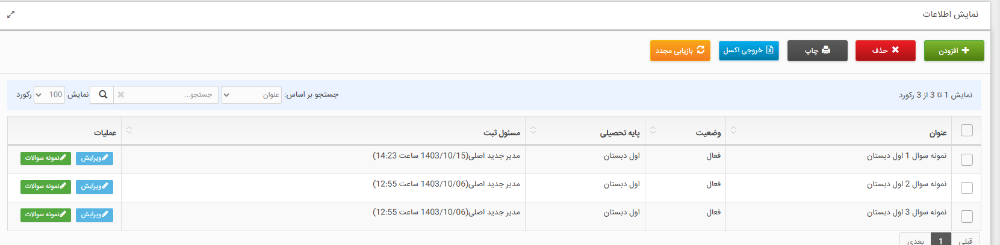 نمایش اطلاعات
افزودن
حذف
چاپ
خروجی اکسل
بازیابی مجدد
نمایش 1 تا 3 از 3 رکورد
جستجو بر اساس: عنوان جستجو... نمایش 100 رکورد
عنوان وضعیت پایه تحصیلی مسئول ثبت عملیات
نمونه سوال 1 اول دبستان فعال اول دبستان مدیر جدید اصلی(1403/10/15 ساعت 14:23) ویرایش نمونه سوالات
نمونه سوال 2 اول دبستان فعال اول دبستان مدیر جدید اصلی(1403/10/06 ساعت 12:55) ویرایش نمونه سوالات
نمونه سوال 3 اول دبستان فعال اول دبستان مدیر جدید اصلی(1403/10/06 ساعت 12:55) ویرایش نمونه سوالات
قبلی 1 بعدی